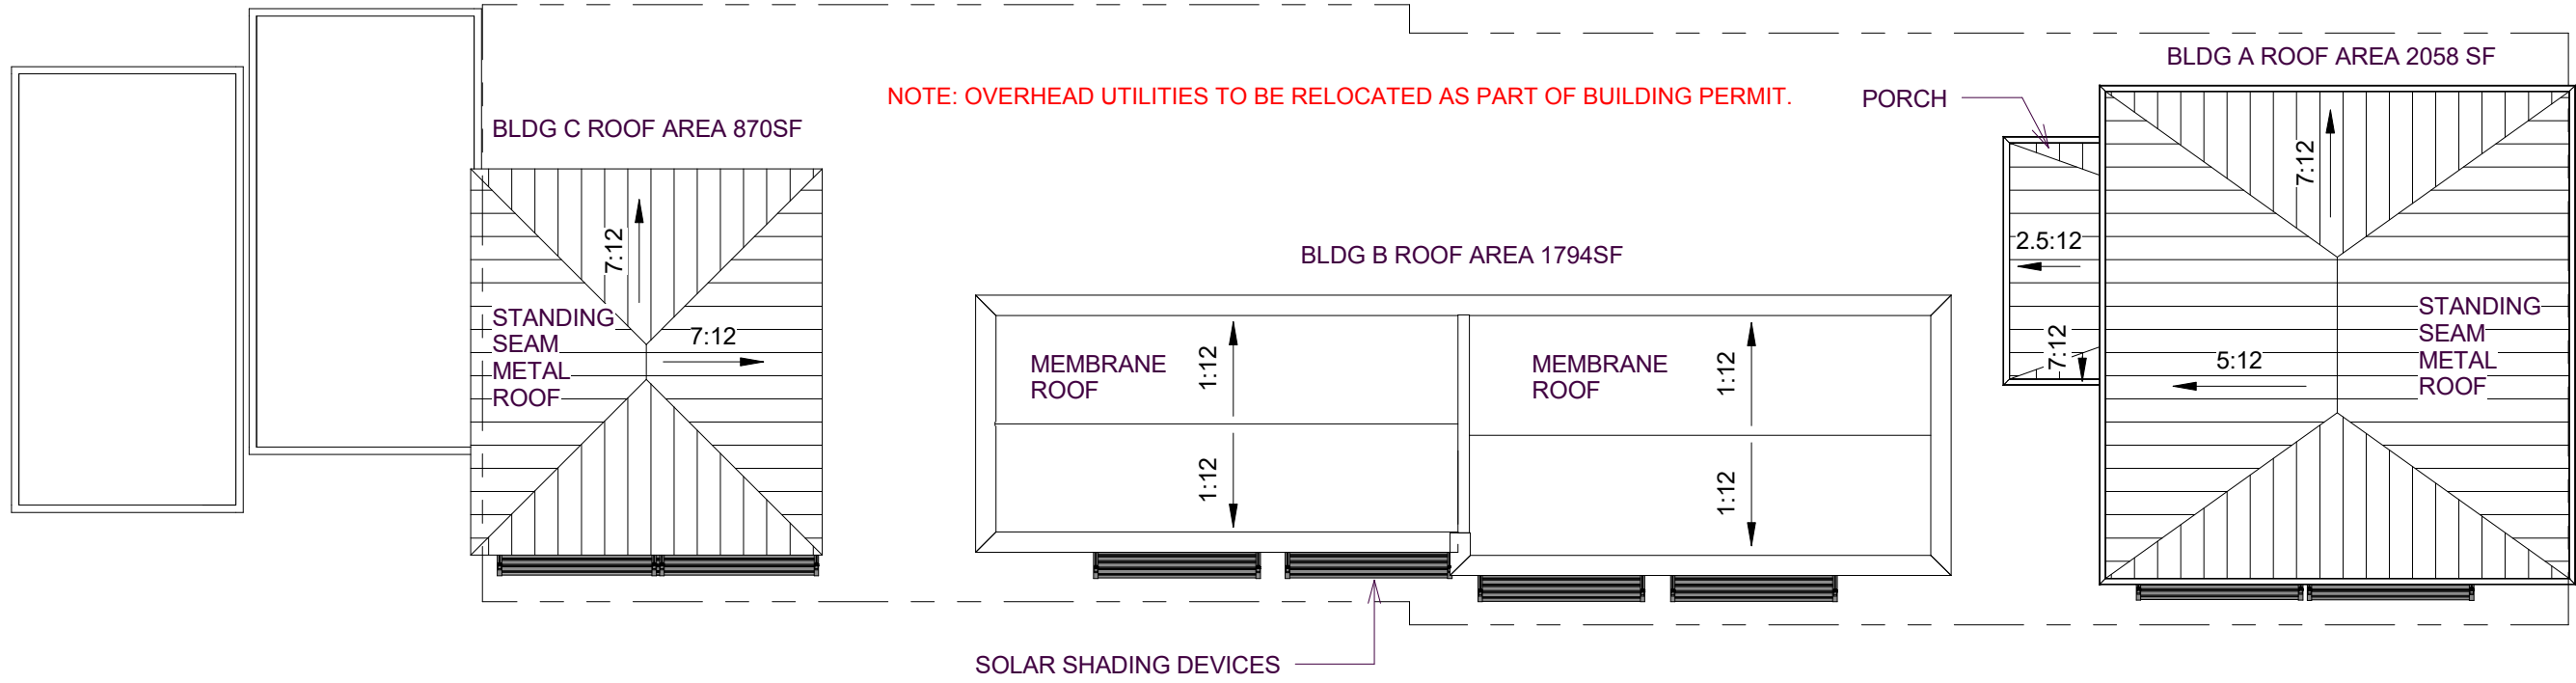 BLDG A ROOF AREA 2058 SF
NOTE: OVERHEAD UTILITIES TO BE RELOCATED AS PART OF BUILDING PERMIT.
PORCH
BLDG C ROOF AREA 870SF
7:12
7:12
2.5:12
BLDG B ROOF AREA 1794SF
STANDING
SEAM
METAL
ROOF
7:12
MEMBRANE
ROOF
1:12
1:12
MEMBRANE
ROOF
1:12
1:12
7:12
5:12
STANDING
SEAM
METAL
ROOF
SOLAR SHADING DEVICES